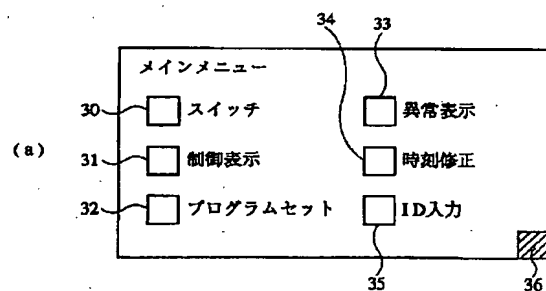 34 33
メインメニュー
30 スイッチ 異常表示
(a) 31 制御表示 時刻修正
32 プログラムセット ID入力
35 36